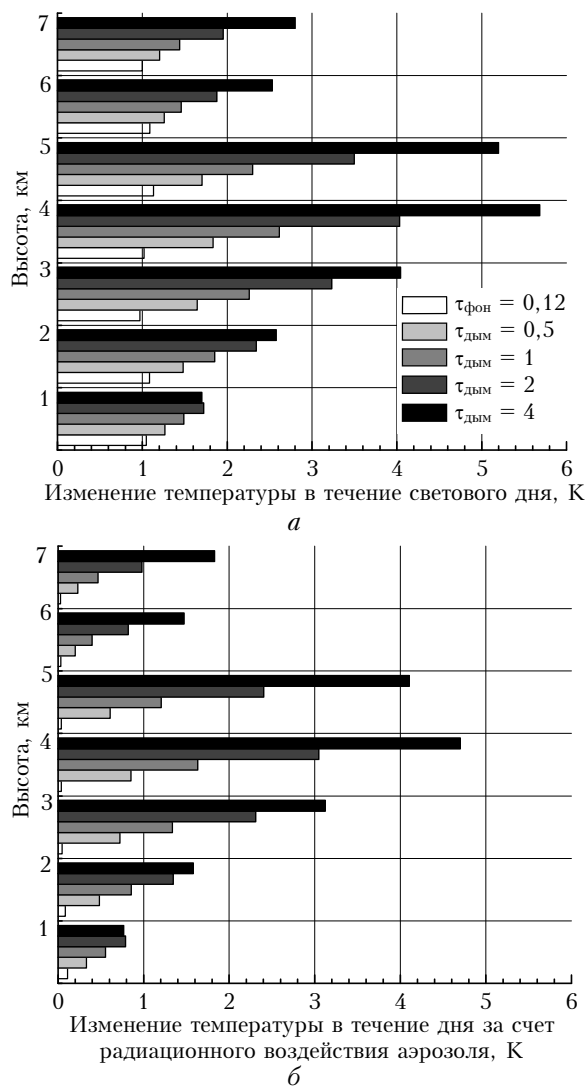 7
6
5
4
3
2
1
Высота, км
τфон = 0,12
τдым = 0,5
τдым = 1
τдым = 2
τдым = 4
0 1 2 3 4 5 6
Изменение температуры в течение светового дня, К
а
7
6
5
4
3
2
1
Высота, км
0 1 2 3 4 5 6
Изменение температуры в течение дня за счет
радиационного воздействия аэрозоля, К
б